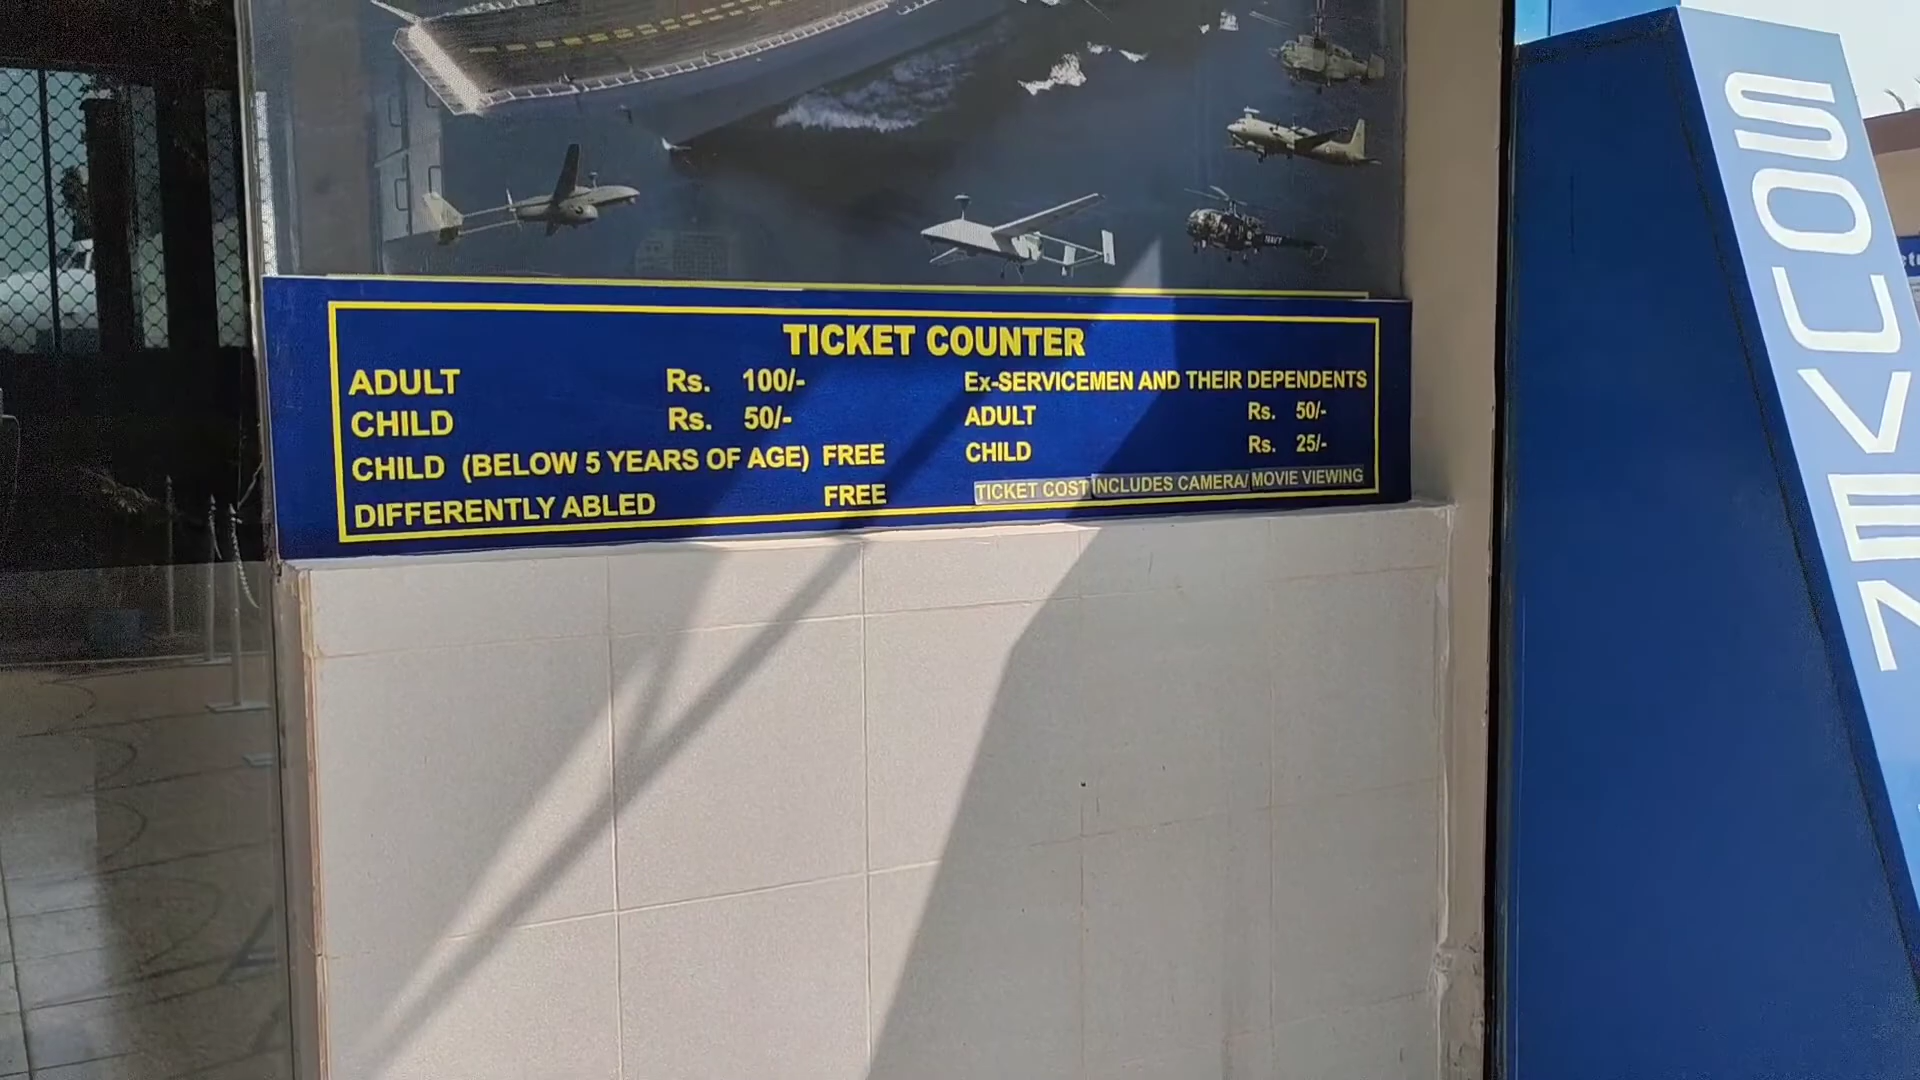 TICKET COUNTER
ADULT Rs. 100/-
CHILD Rs. 50/-
CHILD (BELOW 5 YEARS OF AGE) FREE
DIFFERENTLY ABLED FREE
Ex-SERVICEMEN AND THEIR DEPENDENTS
ADULT Rs. 50/-
CHILD Rs. 25/-
TICKET COST INCLUDES CAMERA/ MOVIE VIEWING
NAVY
SOUVEN